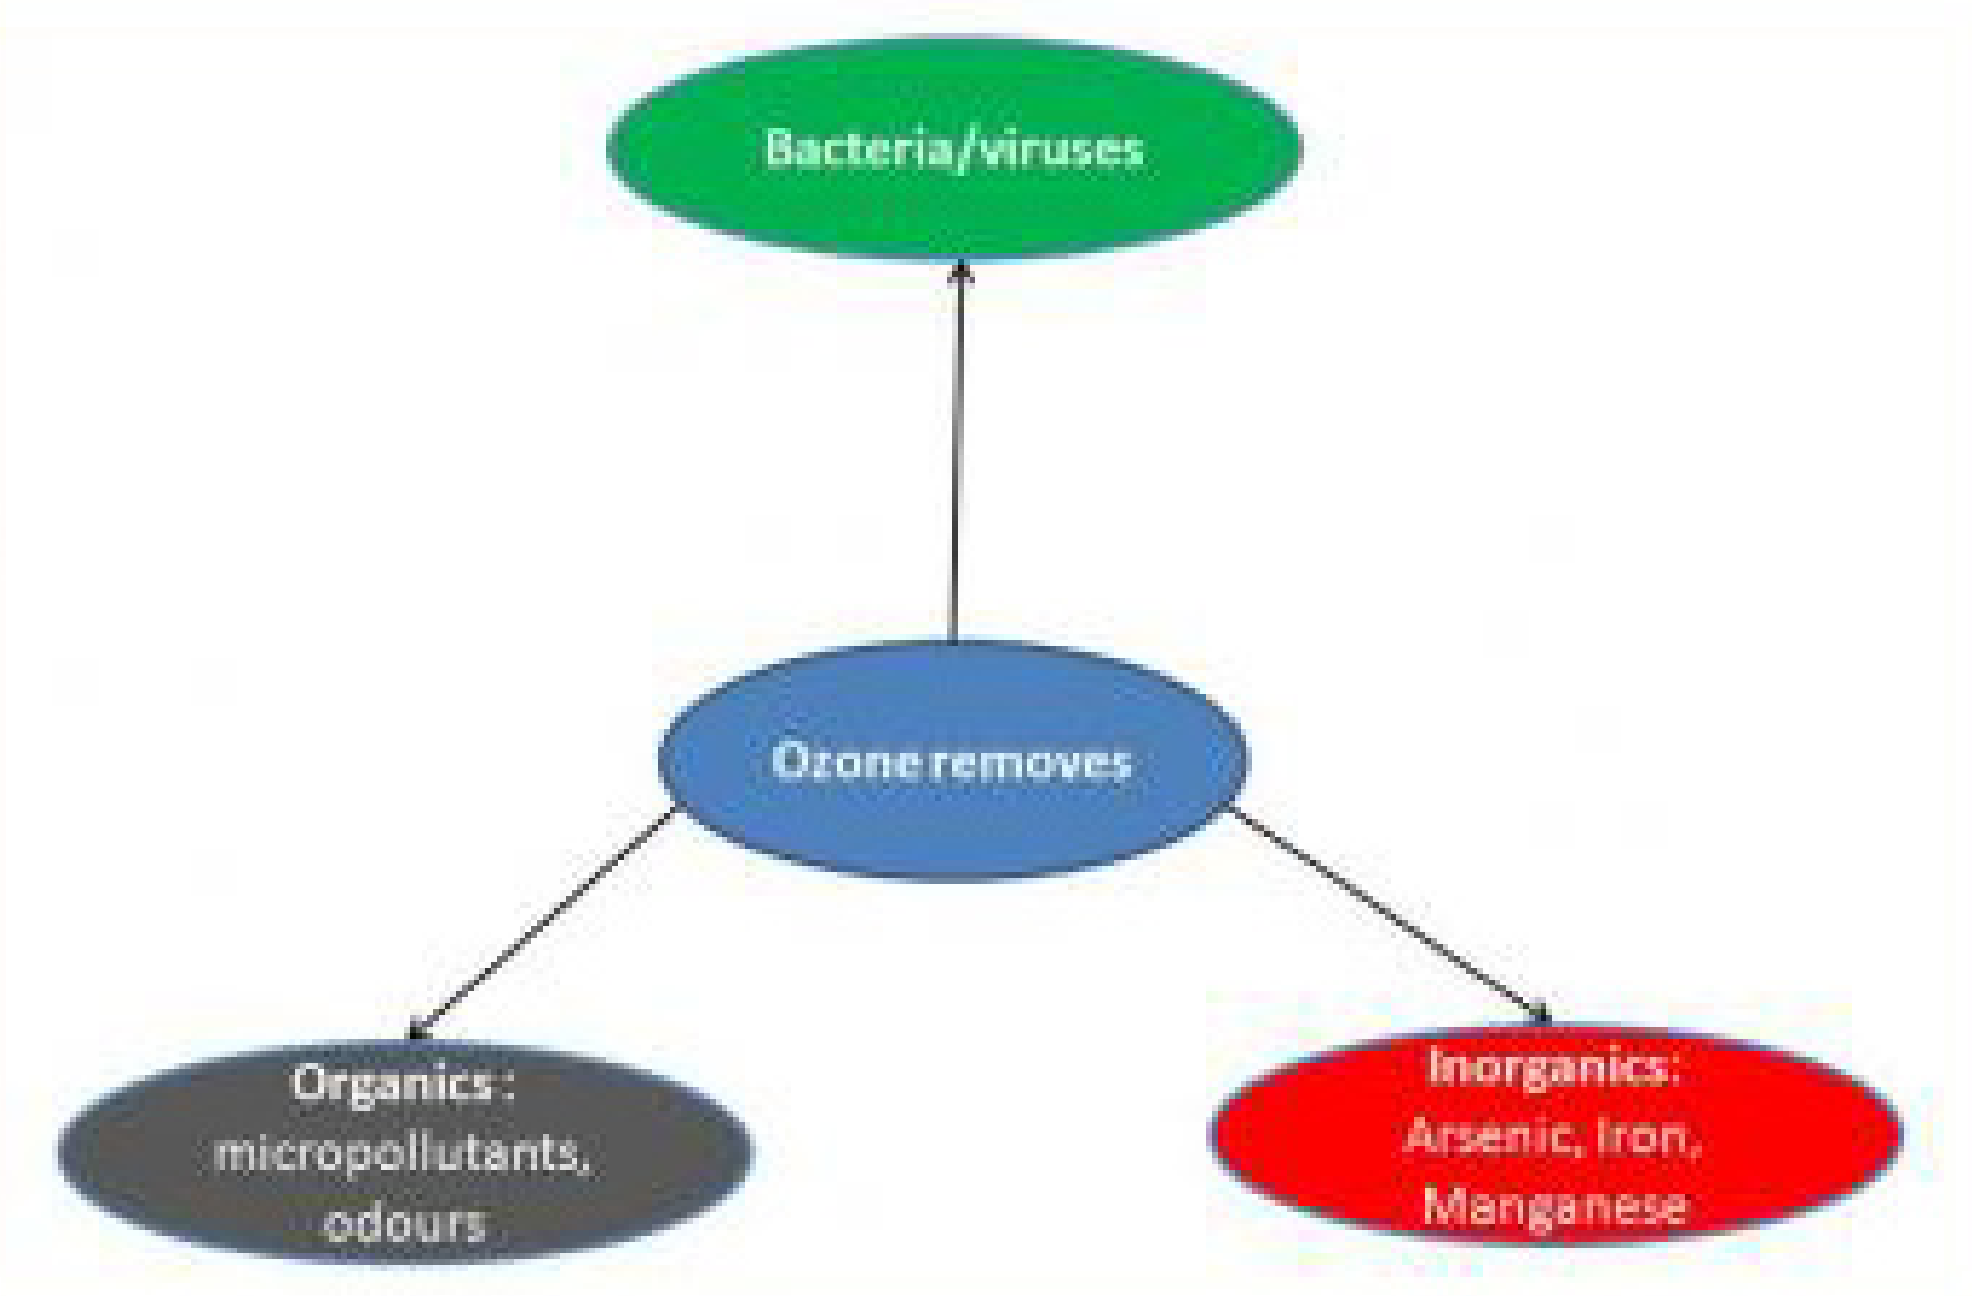 Bacteria/viruses
Ozone removes
Organics:
micropollutants,
odours
Inorganics:
Arsenic, Iron,
Manganese